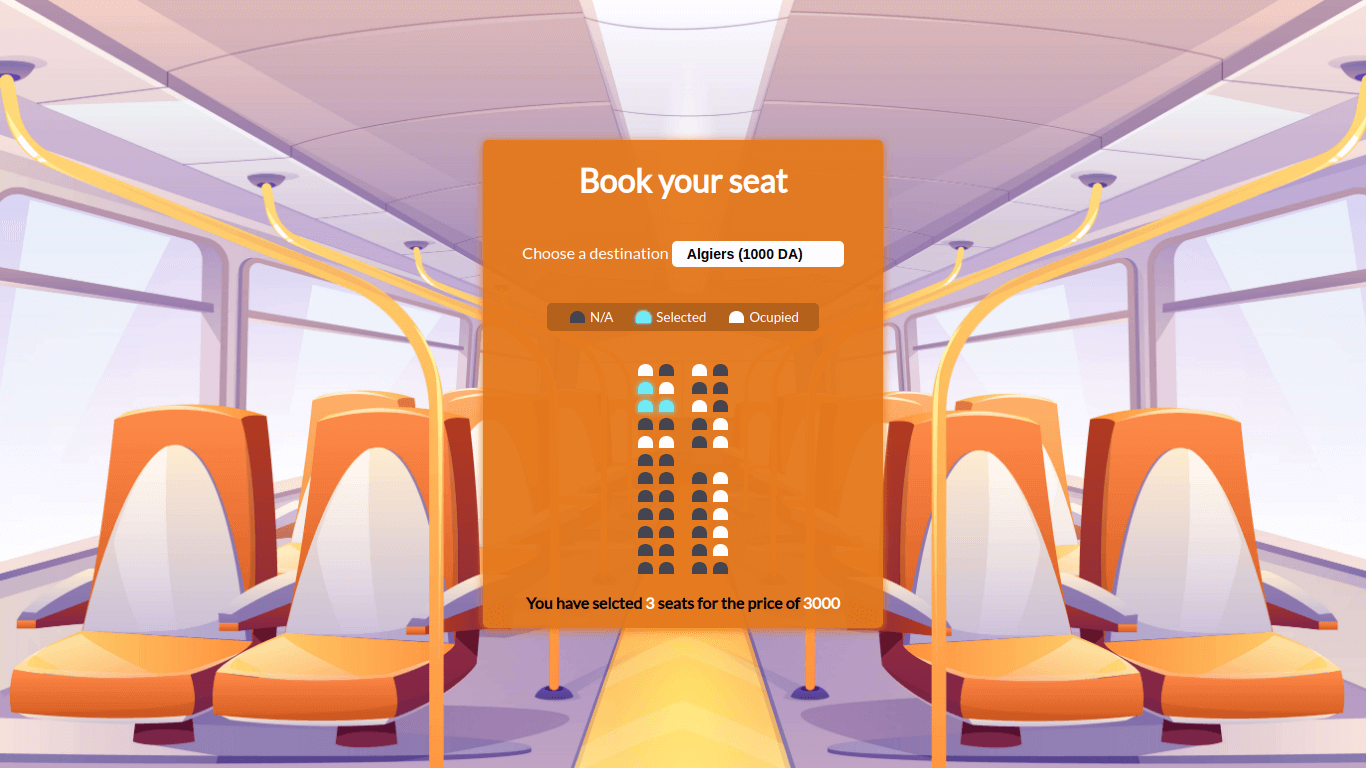 Book your seat
Choose a destination Algiers (1000 DA)
N/A Selected Ocupied
You have selcted 3 seats for the price of 3000